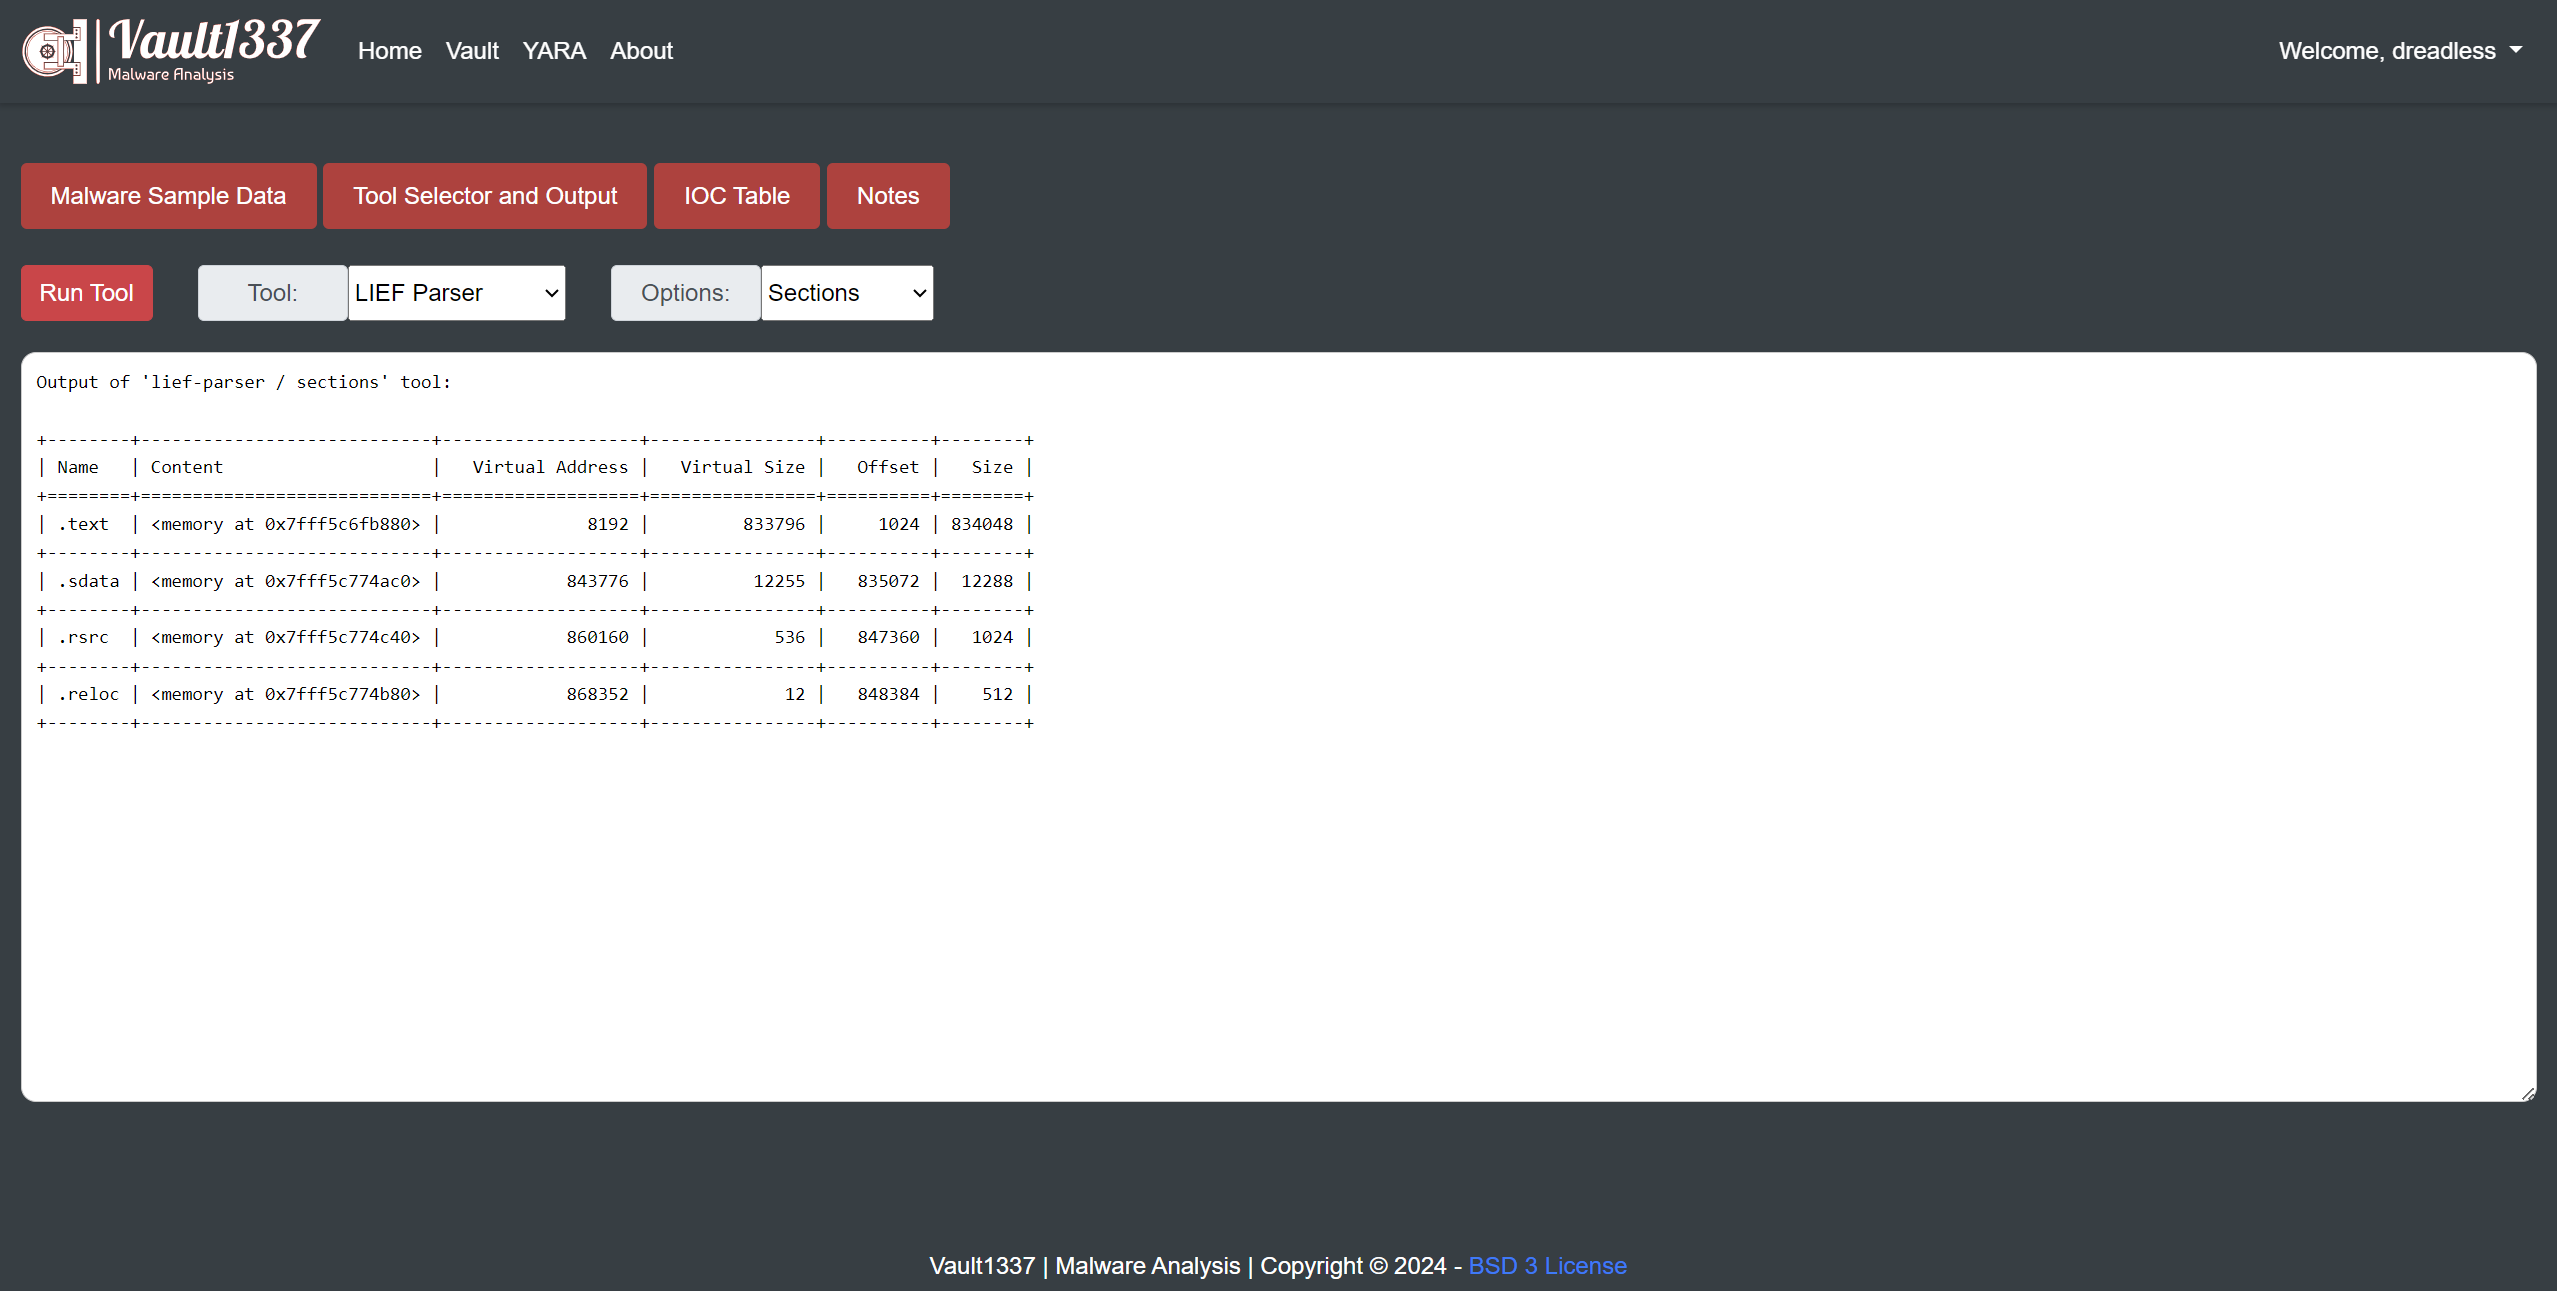 Vault1337
Malware Analysis
Home Vault YARA About
Welcome, dreadless
Malware Sample Data Tool Selector and Output IOC Table Notes
Run Tool Tool: LIEF Parser Options: Sections
Output of 'lief-parser / sections' tool:
+--------+----------------------------+-------------------+----------------+----------+--------+
| Name   | Content                    |   Virtual Address |   Virtual Size |   Offset |   Size |
+========+============================+===================+================+==========+========+
| .text  | <memory at 0x7fff5c6fb880> |              8192 |         833796 |     1024 | 834048 |
+--------+----------------------------+-------------------+----------------+----------+--------+
| .sdata | <memory at 0x7fff5c774ac0> |            843776 |          12255 |   835072 |  12288 |
+--------+----------------------------+-------------------+----------------+----------+--------+
| .rsrc  | <memory at 0x7fff5c774c40> |            860160 |            536 |   847360 |   1024 |
+--------+----------------------------+-------------------+----------------+----------+--------+
| .reloc | <memory at 0x7fff5c774b80> |            868352 |             12 |   848384 |    512 |
+--------+----------------------------+-------------------+----------------+----------+--------+
Vault1337 | Malware Analysis | Copyright © 2024 - BSD 3 License